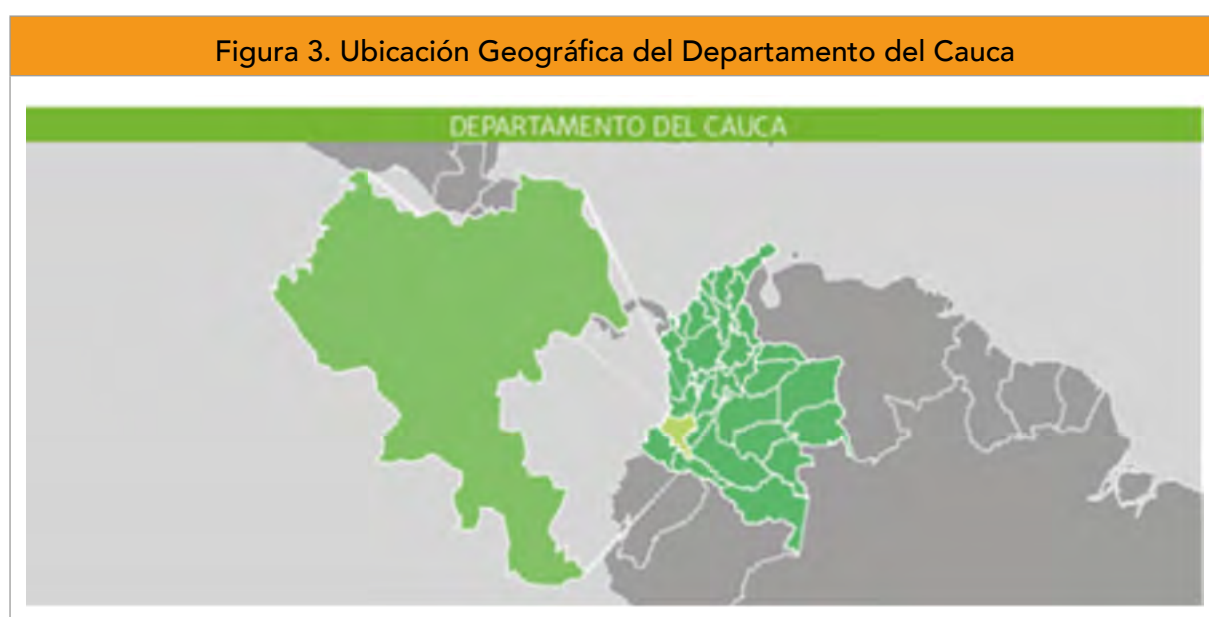 Figura 3. Ubicación Geográfica del Departamento del Cauca
DEPARTAMENTO DEL CAUCA